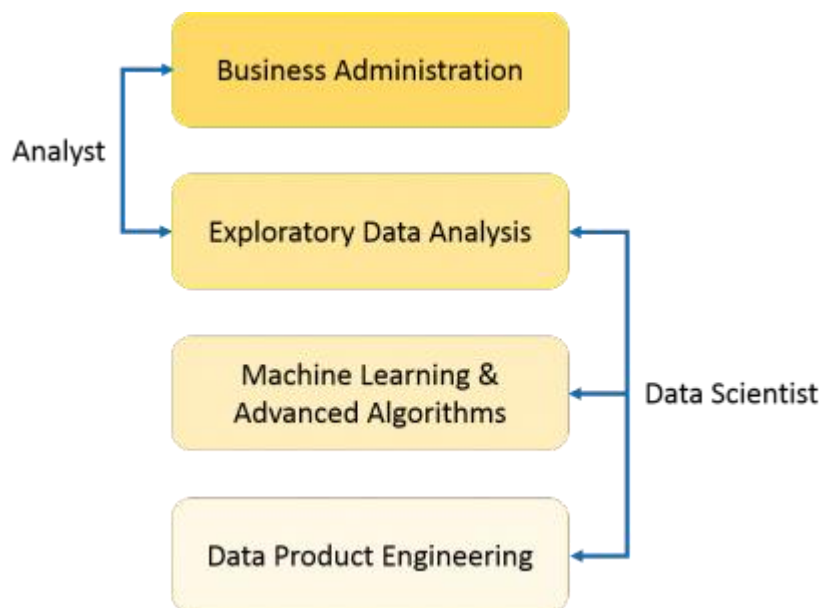 Business Administration
Analyst
Exploratory Data Analysis
Machine Learning &
Advanced Algorithms
Data Scientist
Data Product Engineering